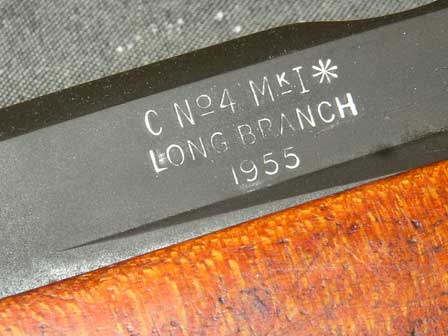 C Nº4 MKI*
LONG BRANCH
1955